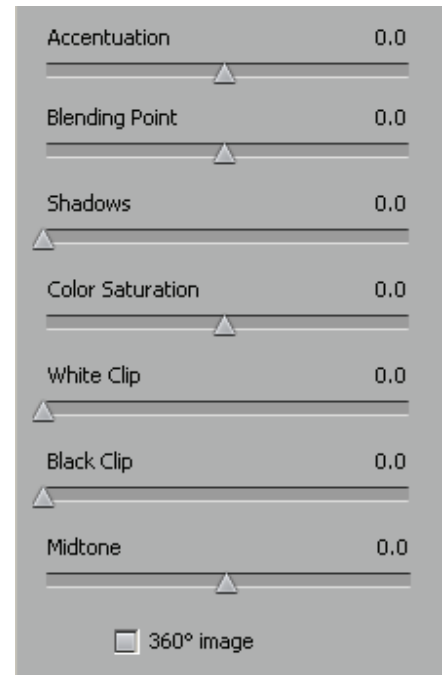 Accentuation 0.0
Blending Point 0.0
Shadows 0.0
Color Saturation 0.0
White Clip 0.0
Black Clip 0.0
Midtone 0.0
360° image